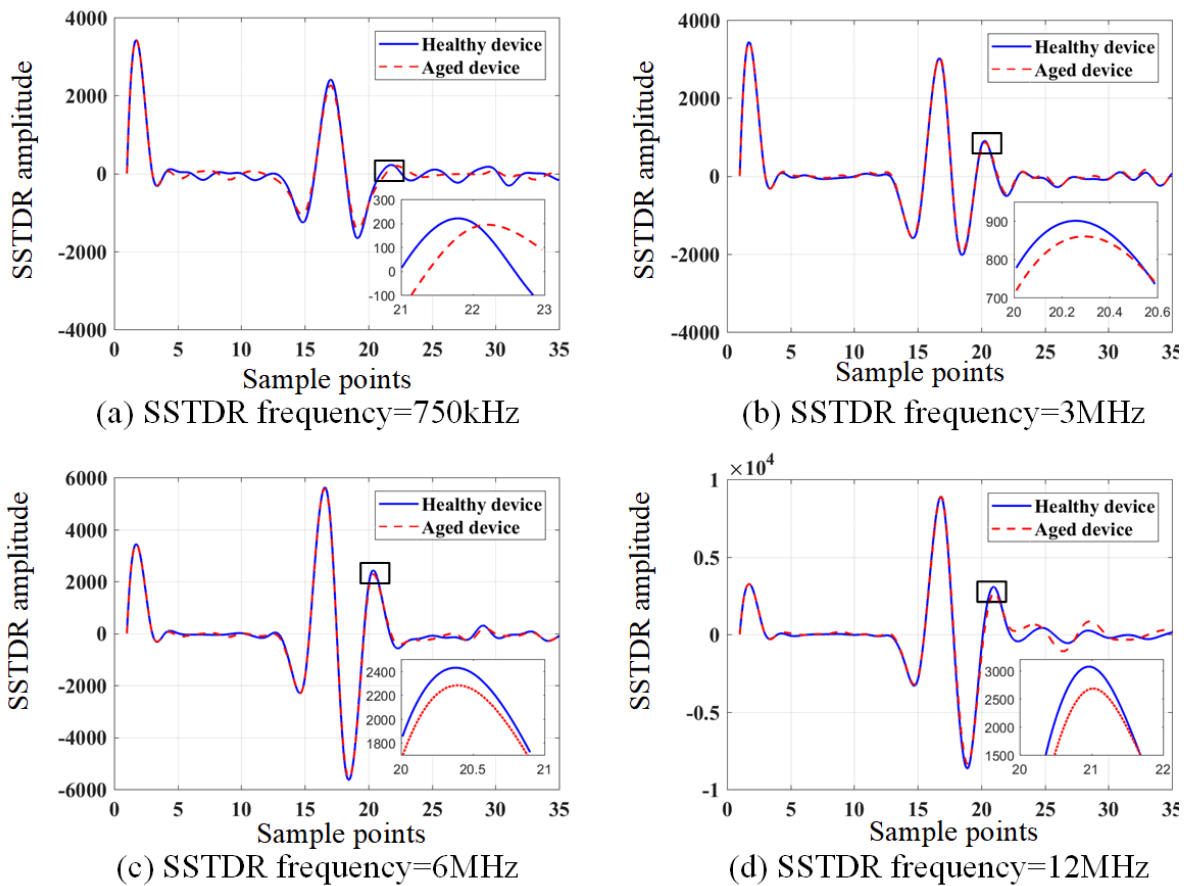 4000
2000
0
-2000
-4000
SSTDR amplitude
Healthy device
Aged device
300
200
100
0
-100
21 22 23
0 5 10 15 20 25 30 35
Sample points
(a) SSTDR frequency=750kHz
4000
2000
0
-2000
-4000
SSTDR amplitude
Healthy device
Aged device
900
800
700
20 20.2 20.4 20.6
0 5 10 15 20 25 30 35
Sample points
(b) SSTDR frequency=3MHz
6000
4000
2000
0
-2000
-4000
-6000
SSTDR amplitude
Healthy device
Aged device
2400
2200
2000
1800
20 20.5 21
0 5 10 15 20 25 30 35
Sample points
(c) SSTDR frequency=6MHz
×10⁴
1
0.5
0
-0.5
-1
SSTDR amplitude
Healthy device
Aged device
3000
2500
2000
1500
20 21 22
0 5 10 15 20 25 30 35
Sample points
(d) SSTDR frequency=12MHz